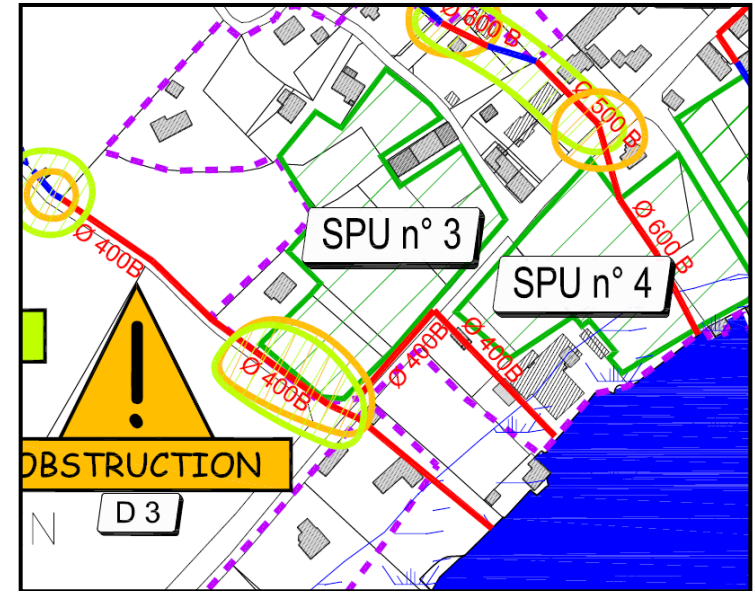 Ø 600 B
Ø 500 B
SPU n° 3
Ø 600 B
Ø 400B
SPU n° 4
Ø 400B
Ø 400B
Ø 400B
!
OBSTRUCTION
D 3
N